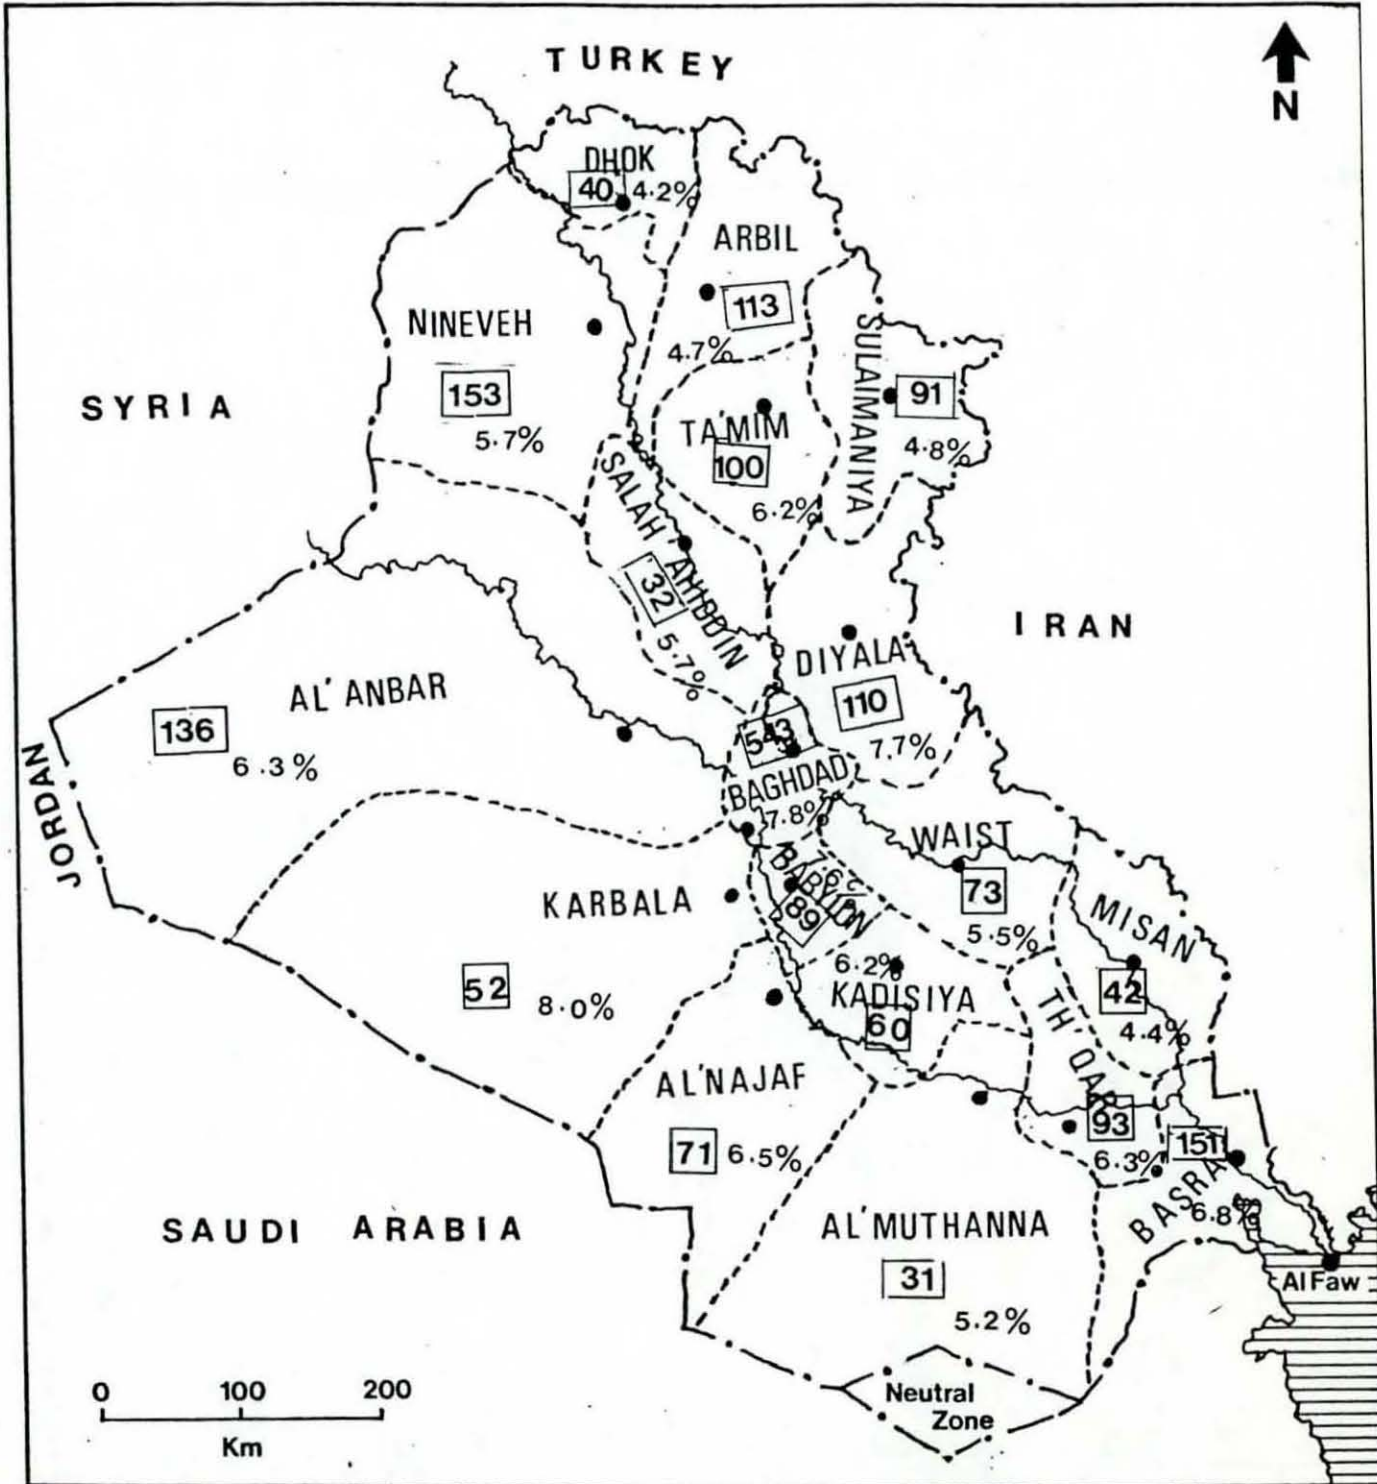 TURKEY
N
DHOK
40 4.2%
ARBIL
113
4.7%
NINEVEH
153
5.7%
SYRIA
SULAIMANIYA
91
4.8%
TA'MIM
100
6.2%
SALAH'AHIDDIN
32
5.7%
IRAN
DIYALA
110
7.7%
AL'ANBAR
136
6.3%
JORDAN
543
BAGHDAD
7.8%
WAIST
73
5.5%
BABYLON
89
MISAN
42
4.4%
KARBALA
52
8.0%
6.2%
KADISIYA
60
TH'QAR
93
6.3%
AL'NAJAF
71 6.5%
151
BASRA
6.8%
SAUDI ARABIA
AL'MUTHANNA
31
5.2%
Al Faw
Neutral
Zone
0 100 200
Km